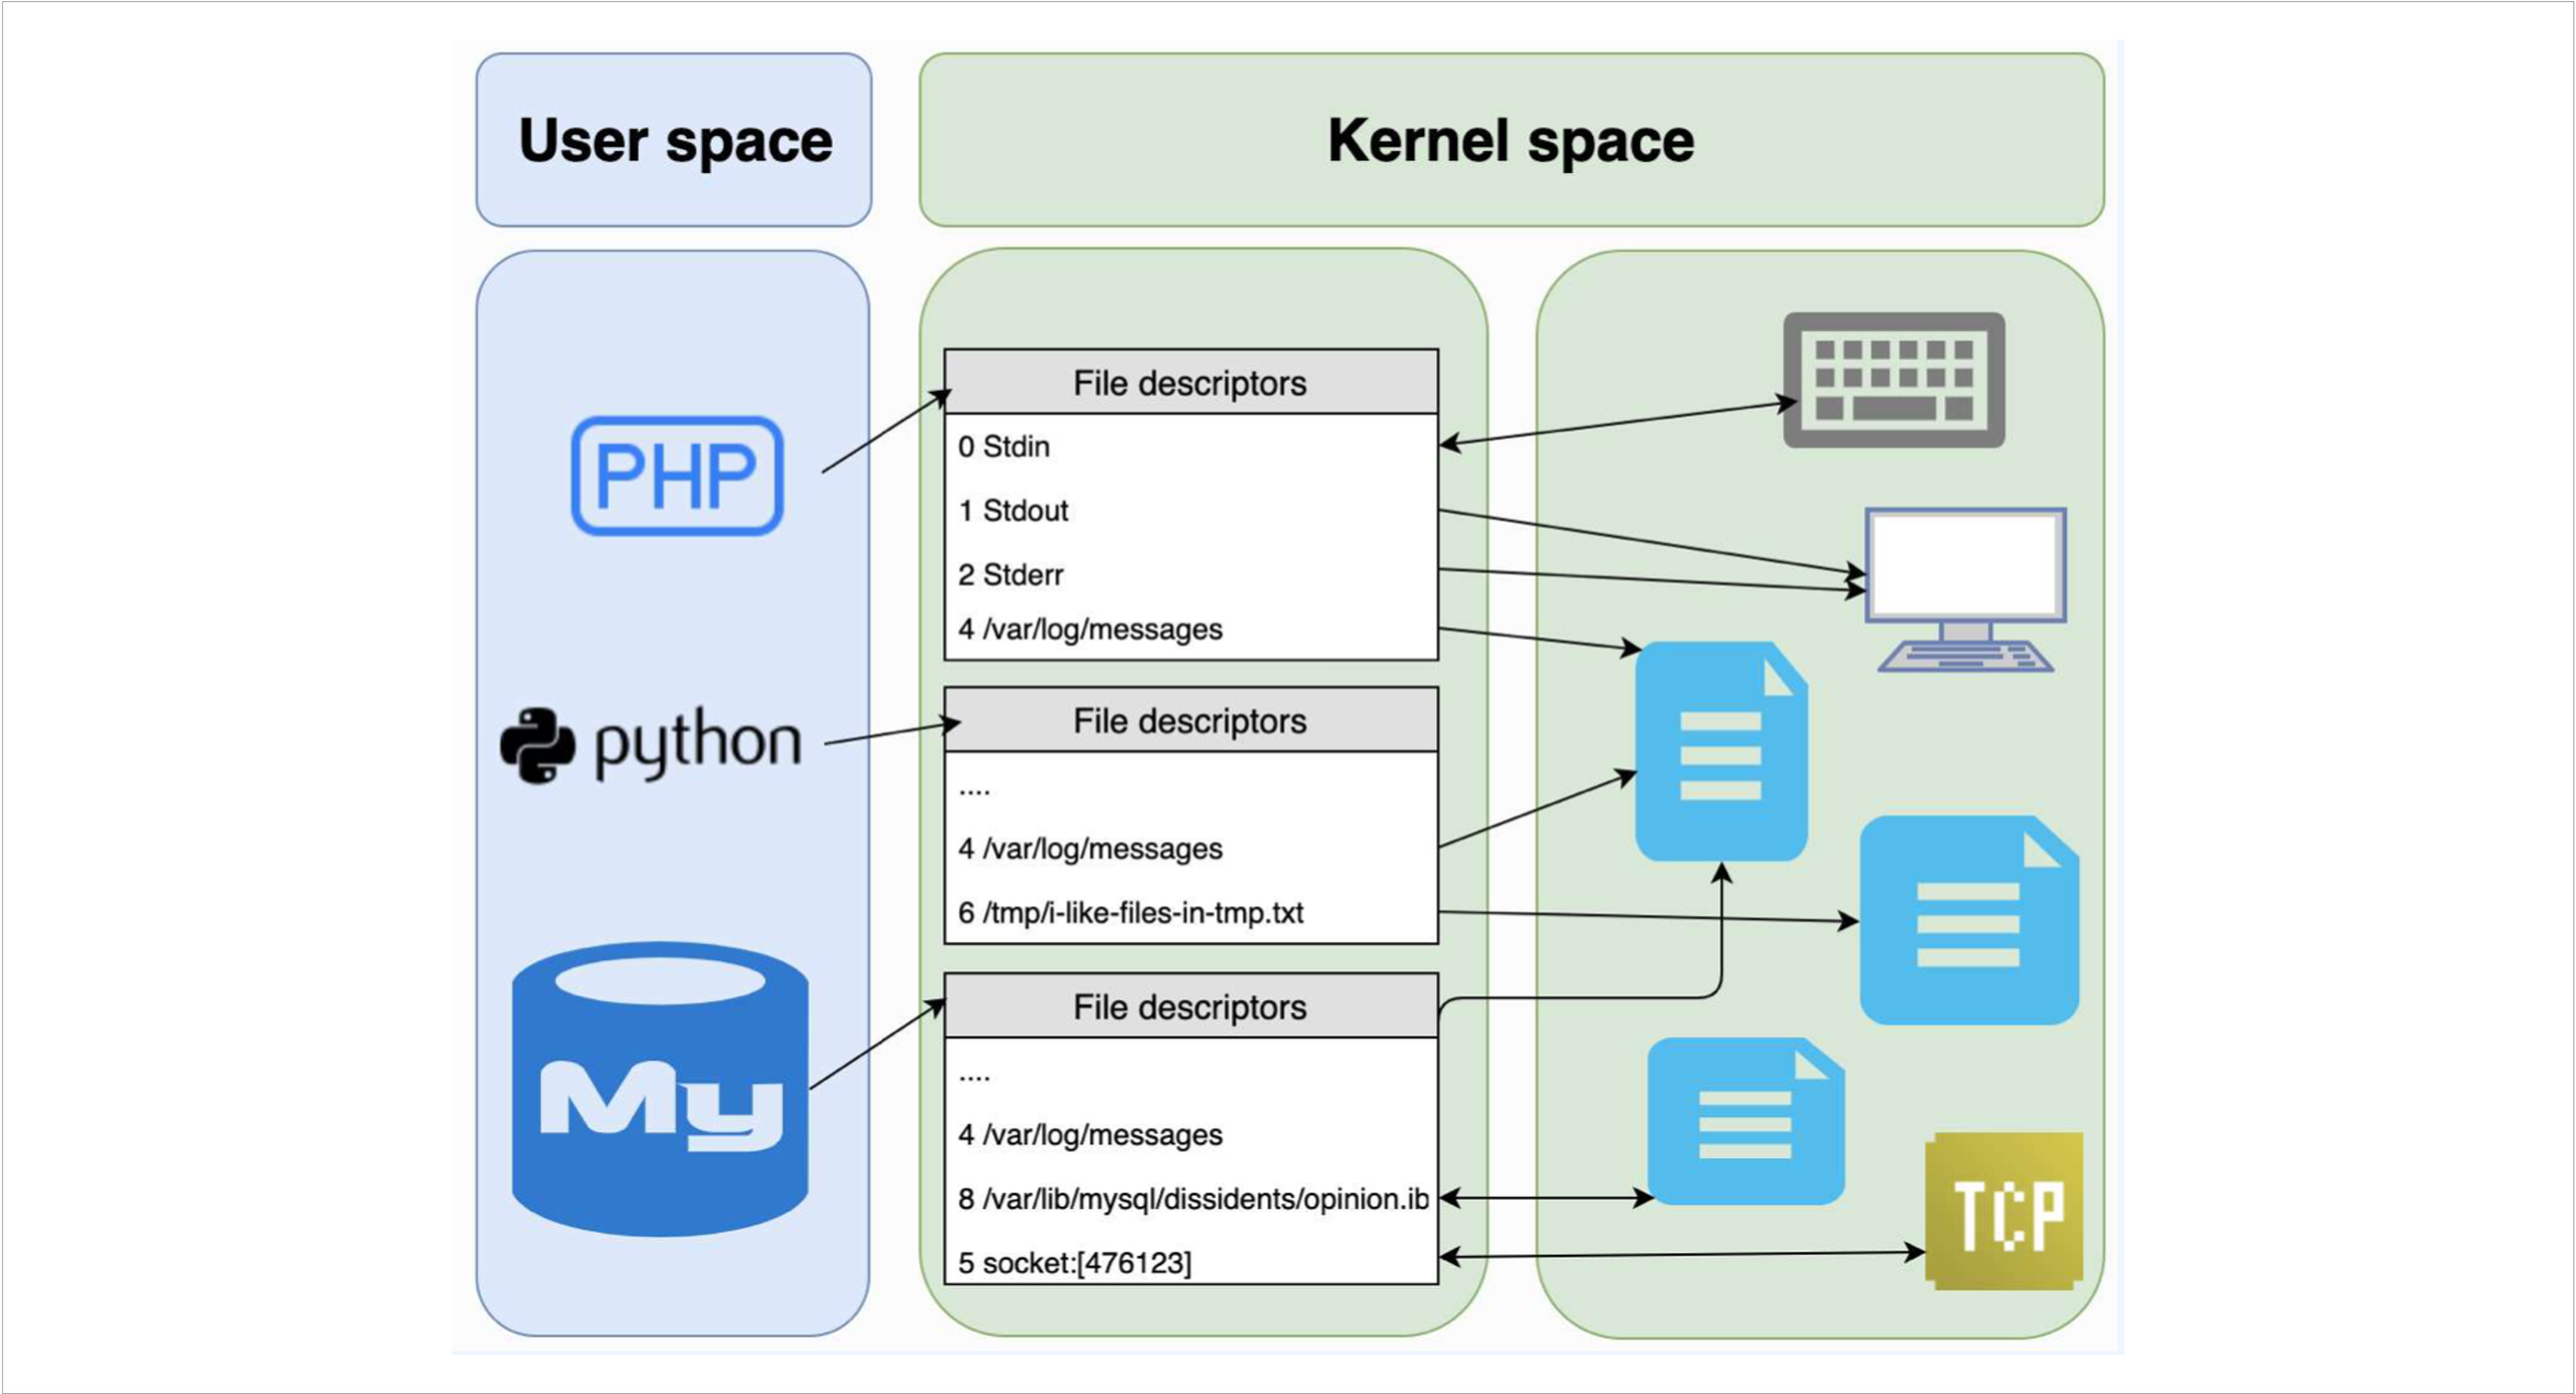 User space
Kernel space
PHP
python
My
File descriptors
0 Stdin
1 Stdout
2 Stderr
4 /var/log/messages
File descriptors
....
4 /var/log/messages
6 /tmp/i-like-files-in-tmp.txt
File descriptors
....
4 /var/log/messages
8 /var/lib/mysql/dissidents/opinion.ib
5 socket:[476123]
TCP